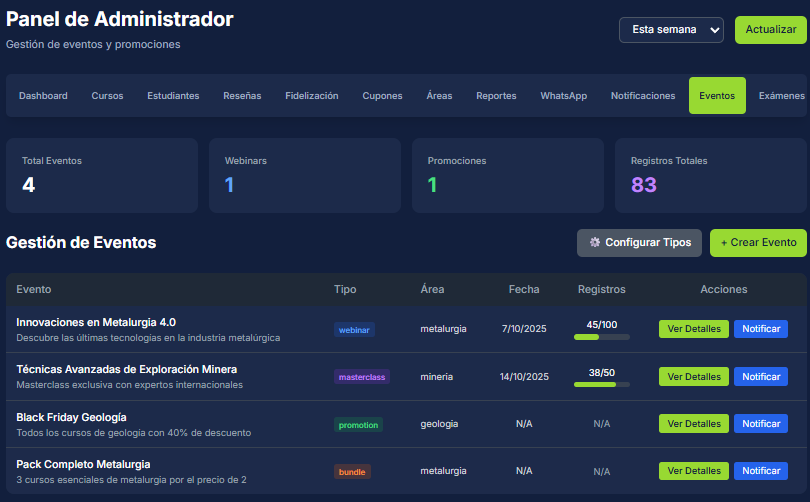 Panel de Administrador
Gestión de eventos y promociones
Esta semana
Actualizar
Dashboard Cursos Estudiantes Reseñas Fidelización Cupones Áreas Reportes WhatsApp Notificaciones Eventos Exámenes
Total Eventos Webinars Promociones Registros Totales
4 1 1 83
Gestión de Eventos
Configurar Tipos
+ Crear Evento
Evento Tipo Área Fecha Registros Acciones
Innovaciones en Metalurgia 4.0
Descubre las últimas tecnologías en la industria metalúrgica
webinar metalurgia 7/10/2025 45/100 Ver Detalles Notificar
Técnicas Avanzadas de Exploración Minera
Masterclass exclusiva con expertos internacionales
masterclass mineria 14/10/2025 38/50 Ver Detalles Notificar
Black Friday Geología
Todos los cursos de geología con 40% de descuento
promotion geologia N/A N/A Ver Detalles Notificar
Pack Completo Metalurgia
3 cursos esenciales de metalurgia por el precio de 2
bundle metalurgia N/A N/A Ver Detalles Notificar